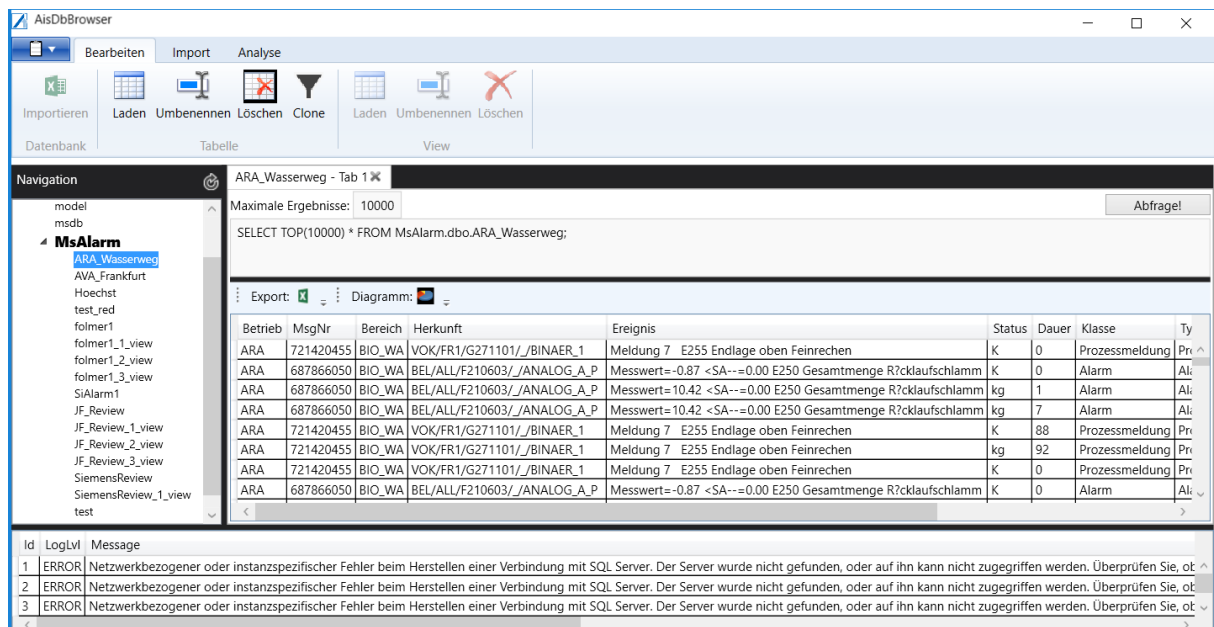 AisDbBrowser
Bearbeiten Import Analyse
Importieren Laden Umbenennen Löschen Clone Laden Umbenennen Löschen
Datenbank Tabelle View
Navigation
model
msdb
MsAlarm
ARA_Wasserweg
AVA_Frankfurt
Hoechst
test_red
folmer1
folmer1_1_view
folmer1_2_view
folmer1_3_view
SiAlarm1
JF_Review
JF_Review_1_view
JF_Review_2_view
JF_Review_3_view
SiemensReview
SiemensReview_1_view
test
ARA_Wasserweg - Tab 1
Maximale Ergebnisse: 10000 Abfrage!
SELECT TOP(10000) * FROM MsAlarm.dbo.ARA_Wasserweg;
Export: Diagramm:
Betrieb MsgNr Bereich Herkunft Ereignis Status Dauer Klasse Ty
ARA 721420455 BIO_WA VOK/FR1/G271101/_/BINAER_1 Meldung 7 E255 Endlage oben Feinrechen K 0 Prozessmeldung Pr
ARA 687866050 BIO_WA BEL/ALL/F210603/_/ANALOG_A_P Messwert=-0.87 <SA--=0.00 E250 Gesamtmenge R?cklaufschlamm K 0 Alarm Al
ARA 687866050 BIO_WA BEL/ALL/F210603/_/ANALOG_A_P Messwert=10.42 <SA--=0.00 E250 Gesamtmenge R?cklaufschlamm kg 1 Alarm Al
ARA 687866050 BIO_WA BEL/ALL/F210603/_/ANALOG_A_P Messwert=10.42 <SA--=0.00 E250 Gesamtmenge R?cklaufschlamm kg 7 Alarm Al
ARA 721420455 BIO_WA VOK/FR1/G271101/_/BINAER_1 Meldung 7 E255 Endlage oben Feinrechen K 88 Prozessmeldung Pr
ARA 721420455 BIO_WA VOK/FR1/G271101/_/BINAER_1 Meldung 7 E255 Endlage oben Feinrechen kg 92 Prozessmeldung Pr
ARA 721420455 BIO_WA VOK/FR1/G271101/_/BINAER_1 Meldung 7 E255 Endlage oben Feinrechen K 0 Prozessmeldung Pr
ARA 687866050 BIO_WA BEL/ALL/F210603/_/ANALOG_A_P Messwert=-0.87 <SA--=0.00 E250 Gesamtmenge R?cklaufschlamm K 0 Alarm Al
Id LogLvl Message
1 ERROR Netzwerkbezogener oder instanzspezifischer Fehler beim Herstellen einer Verbindung mit SQL Server. Der Server wurde nicht gefunden, oder auf ihn kann nicht zugegriffen werden. Überprüfen Sie, ob
2 ERROR Netzwerkbezogener oder instanzspezifischer Fehler beim Herstellen einer Verbindung mit SQL Server. Der Server wurde nicht gefunden, oder auf ihn kann nicht zugegriffen werden. Überprüfen Sie, ob
3 ERROR Netzwerkbezogener oder instanzspezifischer Fehler beim Herstellen einer Verbindung mit SQL Server. Der Server wurde nicht gefunden, oder auf ihn kann nicht zugegriffen werden. Überprüfen Sie, ob